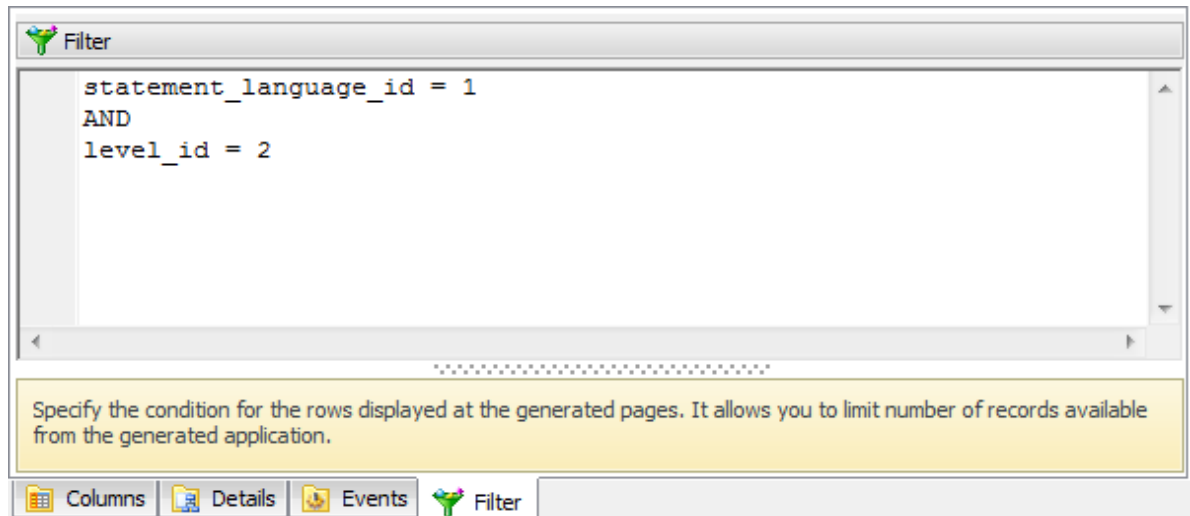 Filter
statement_language_id = 1
AND
level_id = 2
Specify the condition for the rows displayed at the generated pages. It allows you to limit number of records available
from the generated application.
Columns Details Events Filter